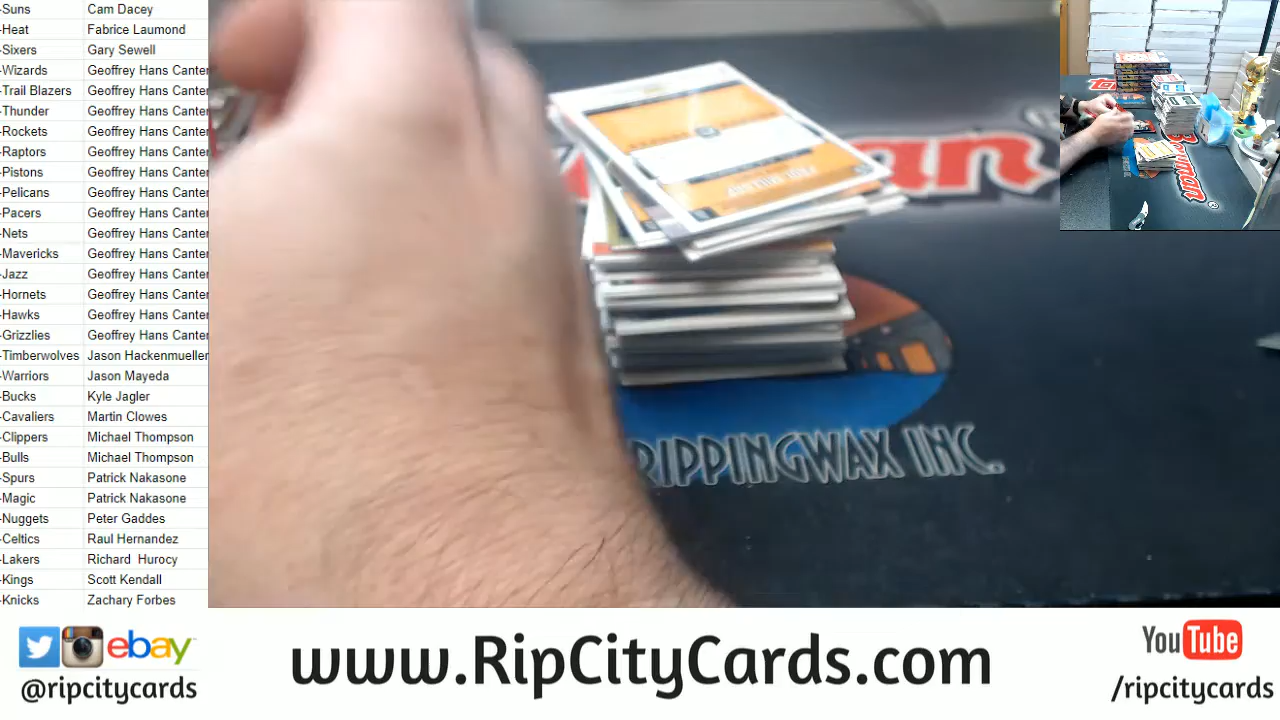 -Suns Cam Dacey
-Heat Fabrice Laumond
-Sixers Gary Sewell
-Wizards Geoffrey Hans Canter
-Trail Blazers Geoffrey Hans Canter
-Thunder Geoffrey Hans Canter
-Rockets Geoffrey Hans Canter
-Raptors Geoffrey Hans Canter
-Pistons Geoffrey Hans Canter
-Pelicans Geoffrey Hans Canter
-Pacers Geoffrey Hans Canter
-Nets Geoffrey Hans Canter
-Mavericks Geoffrey Hans Canter
-Jazz Geoffrey Hans Canter
-Hornets Geoffrey Hans Canter
-Hawks Geoffrey Hans Canter
-Grizzlies Geoffrey Hans Canter
-Timberwolves Jason Hackenmueller
-Warriors Jason Mayeda
-Bucks Kyle Jagler
-Cavaliers Martin Clowes
-Clippers Michael Thompson
-Bulls Michael Thompson
-Spurs Patrick Nakasone
-Magic Patrick Nakasone
-Nuggets Peter Gaddes
-Celtics Raul Hernandez
-Lakers Richard Hurocy
-Kings Scott Kendall
-Knicks Zachary Forbes
an
RIPPINGWAX INC.
Bowman
ebay
@ripcitycards
www.RipCityCards.com
YouTube
/ripcitycards